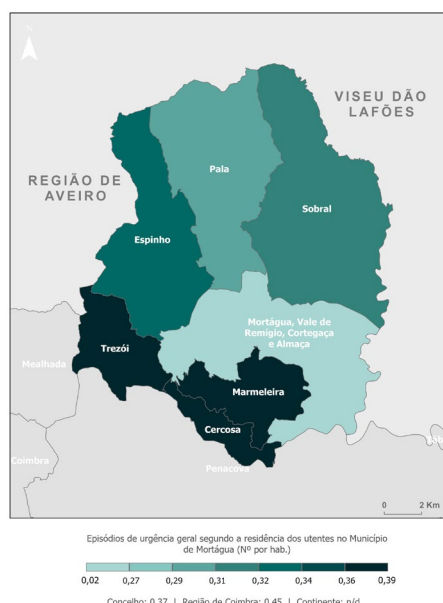 N
VISEU DÃO
LAFÕES
REGIÃO DE
AVEIRO
Pala
Sobral
Espinho
Mortágua, Vale de
Remigio, Cortegaça
e Almaça
Trezói
Mealhada
Marmeleira
Cercosa
Coimbra
Penacova
0 2 Km
Episódios de urgência geral segundo a residência dos utentes no Município
de Mortágua (Nº por hab.)
0,02 0,27 0,29 0,31 0,32 0,34 0,36 0,39
Concelho: 0,37 | Região de Coimbra: 0,45 | Continente: n/d